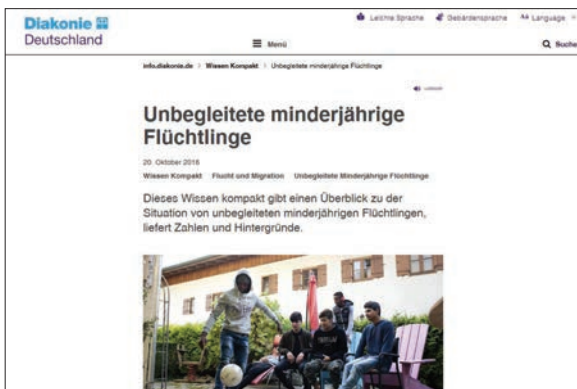 Diakonie
Deutschland
Leichte Sprache Gebärdensprache Language
Menü
Suche
info.diakonie.de > Wissen Kompakt > Unbegleitete minderjährige Flüchtlinge
Unbegleitete minderjährige
Flüchtlinge
20. Oktober 2016
Wissen Kompakt Flucht und Migration Unbegleitete Minderjährige Flüchtlinge
Dieses Wissen kompakt gibt einen Überblick zu der
Situation von unbegleiteten minderjährigen Flüchtlingen,
liefert Zahlen und Hintergründe.